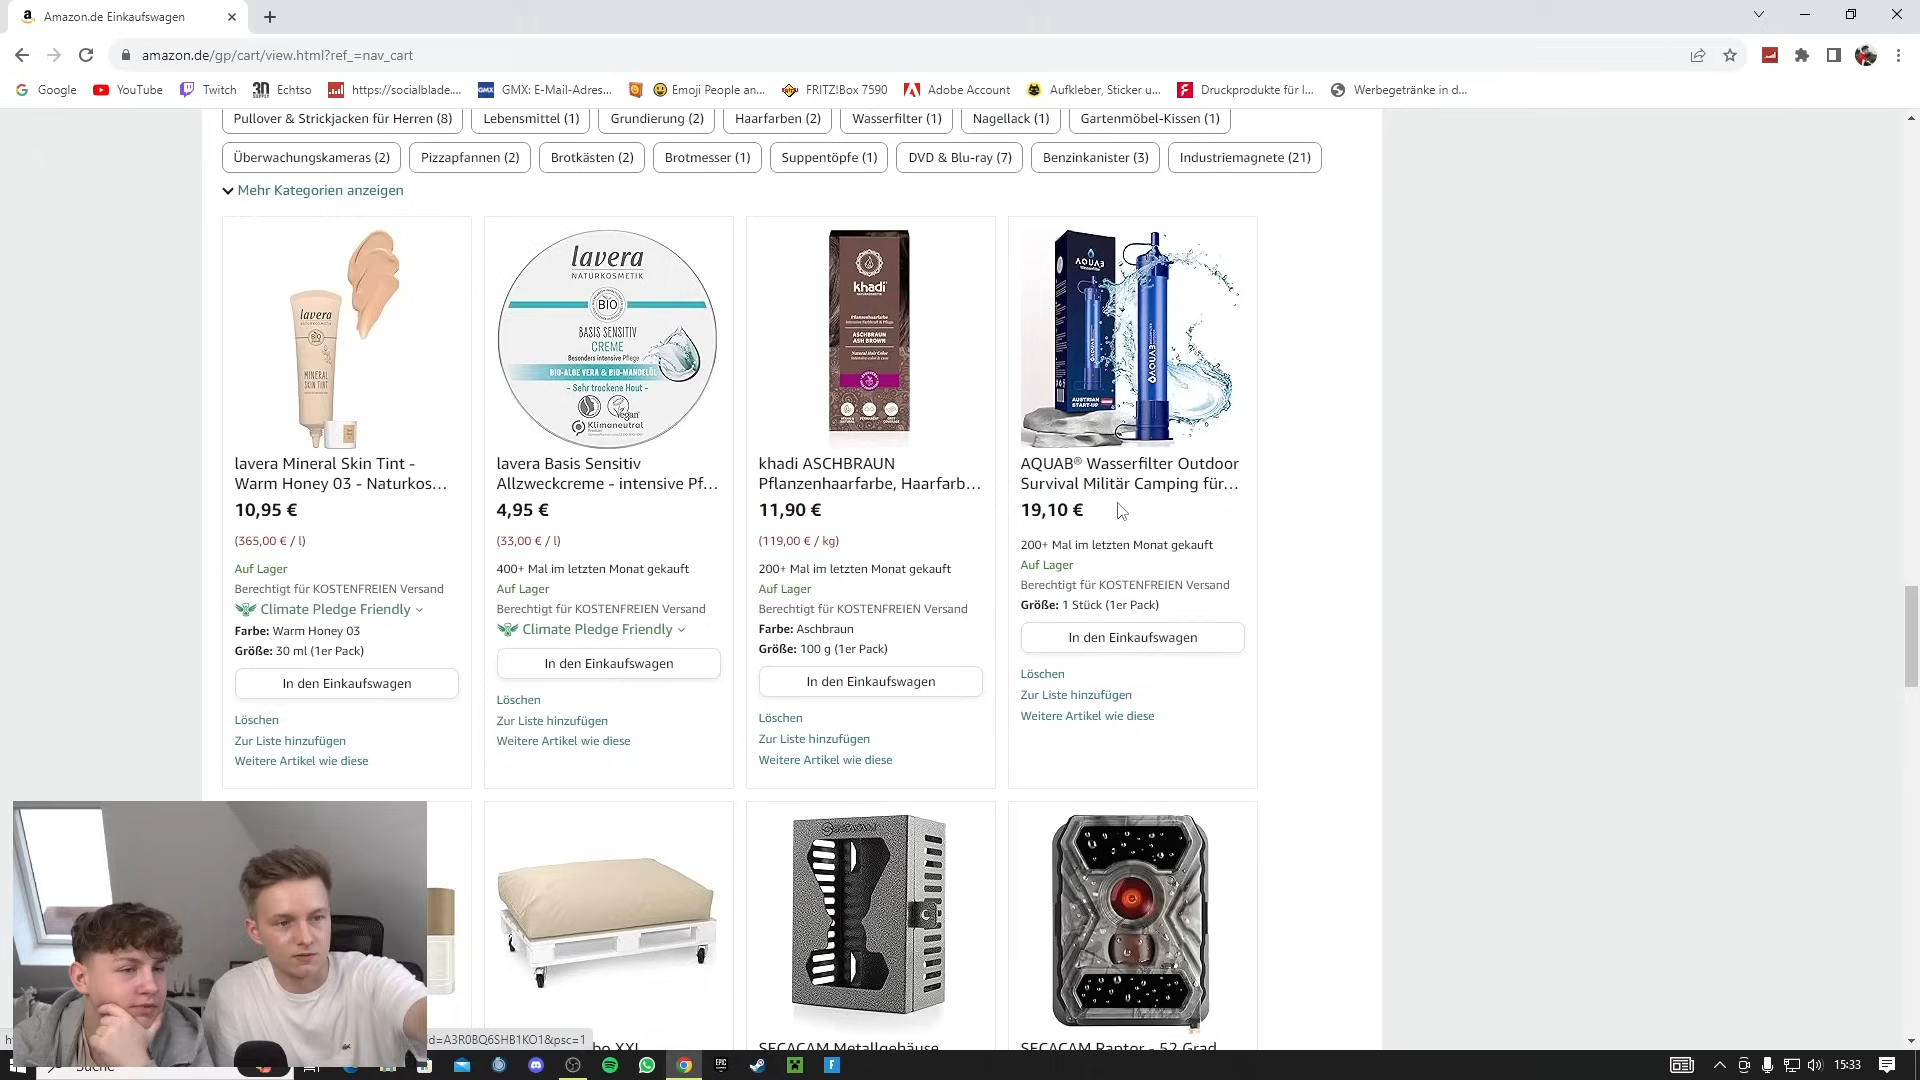 Amazon.de Einkaufswagen
amazon.de/gp/cart/view.html?ref_=nav_cart
Google
YouTube
Twitch
Echtso
https://socialblade....
GMX: E-Mail-Adres...
Emoji People an...
FRITZ!Box 7590
Adobe Account
Aufkleber, Sticker u...
Druckprodukte für I...
Werbegetränke in d...
Pullover & Strickjacken für Herren (8)
Lebensmittel (1)
Grundierung (2)
Haarfarben (2)
Wasserfilter (1)
Nagellack (1)
Gartenmöbel-Kissen (1)
Überwachungskameras (2)
Pizzapfannen (2)
Brotkästen (2)
Brotmesser (1)
Suppentöpfe (1)
DVD & Blu-ray (7)
Benzinkanister (3)
Industriemagnete (21)
Mehr Kategorien anzeigen
lavera
BIO
MINERAL
SKIN TINT
lavera Mineral Skin Tint -
Warm Honey 03 - Naturkos...
10,95 €
(365,00 € / l)
Auf Lager
Berechtigt für KOSTENFREIEN Versand
Climate Pledge Friendly
Farbe: Warm Honey 03
Größe: 30 ml (1er Pack)
In den Einkaufswagen
Löschen
Zur Liste hinzufügen
Weitere Artikel wie diese
lavera
NATURKOSMETIK
BIO
BASIS SENSITIV
CREME
Besonders intensive Pflege
BIO-ALOE VERA & BIO-MANDELÖL
- Sehr trockene Haut -
Vegan
Klimaneutral
lavera Basis Sensitiv
Allzweckcreme - intensive Pf...
4,95 €
(33,00 € / l)
400+ Mal im letzten Monat gekauft
Auf Lager
Berechtigt für KOSTENFREIEN Versand
Climate Pledge Friendly
In den Einkaufswagen
Löschen
Zur Liste hinzufügen
Weitere Artikel wie diese
khadi
Pflanzenhaarfarbe
ASCHBRAUN
ASH BROWN
Natural Hair Color
khadi ASCHBRAUN
Pflanzenhaarfarbe, Haarfarb...
11,90 €
(119,00 € / kg)
200+ Mal im letzten Monat gekauft
Auf Lager
Berechtigt für KOSTENFREIEN Versand
Farbe: Aschbraun
Größe: 100 g (1er Pack)
In den Einkaufswagen
Löschen
Zur Liste hinzufügen
Weitere Artikel wie diese
AQUAB
Wasserfilter
AQUAB
AUSTRIAN
START-UP
AQUAB® Wasserfilter Outdoor
Survival Militär Camping für...
19,10 €
200+ Mal im letzten Monat gekauft
Auf Lager
Berechtigt für KOSTENFREIEN Versand
Größe: 1 Stück (1er Pack)
In den Einkaufswagen
Löschen
Zur Liste hinzufügen
Weitere Artikel wie diese
SECACAM
XXL
SECACAM Metallgehäuse
SECACAM Raptor - 52 Grad
d=A3R0BQ6SHB1KO1&psc=1
Suche
15:33